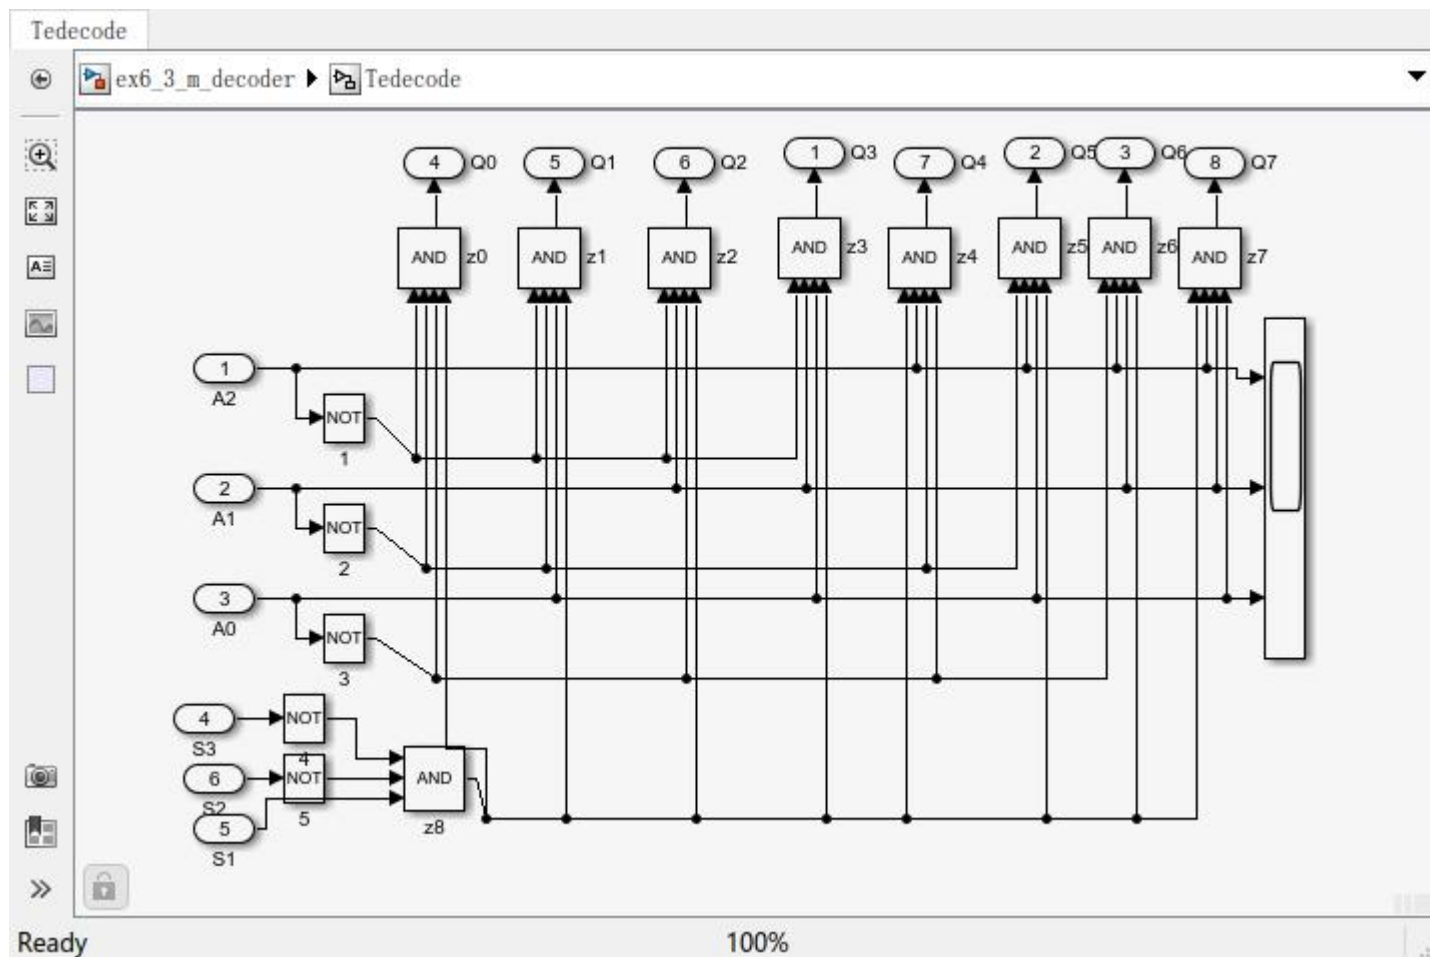 Tedecode
ex6_3_m_decoder Tedecode
4 Q0 5 Q1 6 Q2 1 Q3 7 Q4 2 Q5 3 Q6 8 Q7
AND z0 AND z1 AND z2 AND z3 AND z4 AND z5 AND z6 AND z7
1
A2
NOT
1
2
A1
NOT
2
3
A0
NOT
3
4
S3
NOT
4
6
S2
NOT
5
5
S1
AND
z8
Ready 100%